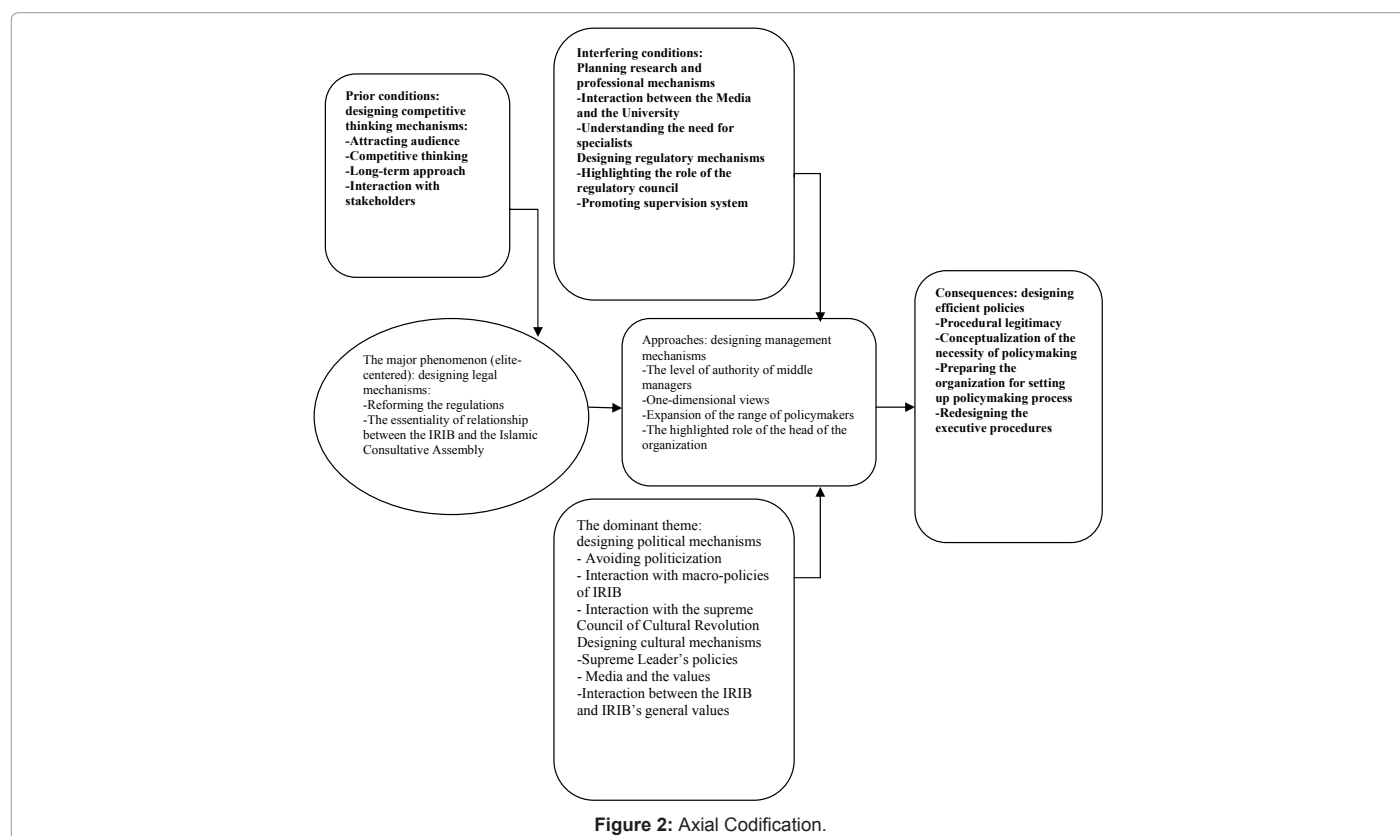 Prior conditions:
designing competitive
thinking mechanisms:
-Attracting audience
-Competitive thinking
-Long-term approach
-Interaction with
stakeholders
Interfering conditions:
Planning research and
professional mechanisms
-Interaction between the Media
and the University
-Understanding the need for
specialists
Designing regulatory mechanisms
-Highlighting the role of the
regulatory council
-Promoting supervision system
The major phenomenon (elite-
centered): designing legal
mechanisms:
-Reforming the regulations
-The essentiality of relationship
between the IRIB and the Islamic
Consultative Assembly
Approaches: designing management
mechanisms
-The level of authority of middle
managers
-One-dimensional views
-Expansion of the range of policymakers
-The highlighted role of the head of the
organization
Consequences: designing
efficient policies
-Procedural legitimacy
-Conceptualization of the
necessity of policymaking
-Preparing the
organization for setting
up policymaking process
-Redesigning the
executive procedures
The dominant theme:
designing political mechanisms
- Avoiding politicization
- Interaction with macro-policies
of IRIB
- Interaction with the supreme
Council of Cultural Revolution
Designing cultural mechanisms
-Supreme Leader's policies
- Media and the values
-Interaction between the IRIB
and IRIB's general values
Figure 2: Axial Codification.